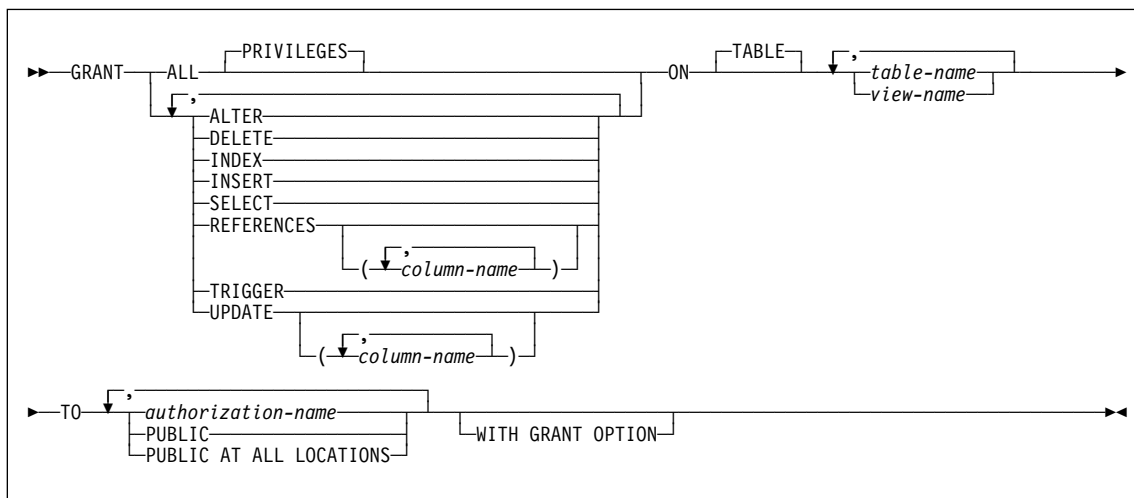 PRIVILEGES
TABLE
,
GRANT ALL ON table-name
view-name
,
ALTER
DELETE
INDEX
INSERT
SELECT
REFERENCES
,
( column-name )
TRIGGER
UPDATE
,
( column-name )
,
TO authorization-name
PUBLIC
PUBLIC AT ALL LOCATIONS
WITH GRANT OPTION